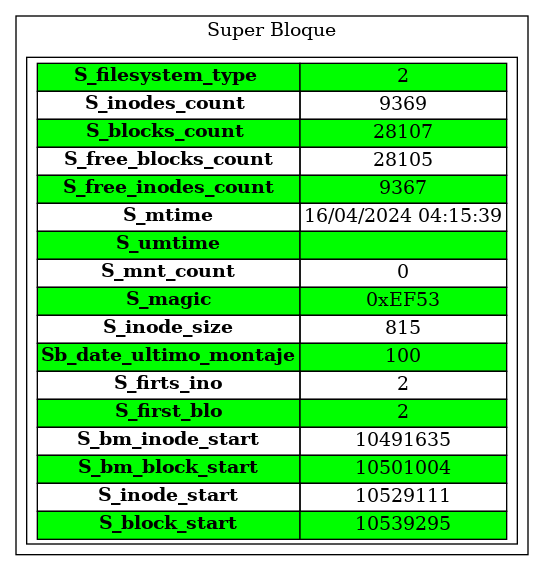 Super Bloque
S_filesystem_type 2
S_inodes_count 9369
S_blocks_count 28107
S_free_blocks_count 28105
S_free_inodes_count 9367
S_mtime 16/04/2024 04:15:39
S_umtime
S_mnt_count 0
S_magic 0xEF53
S_inode_size 815
Sb_date_ultimo_montaje 100
S_firts_ino 2
S_first_blo 2
S_bm_inode_start 10491635
S_bm_block_start 10501004
S_inode_start 10529111
S_block_start 10539295